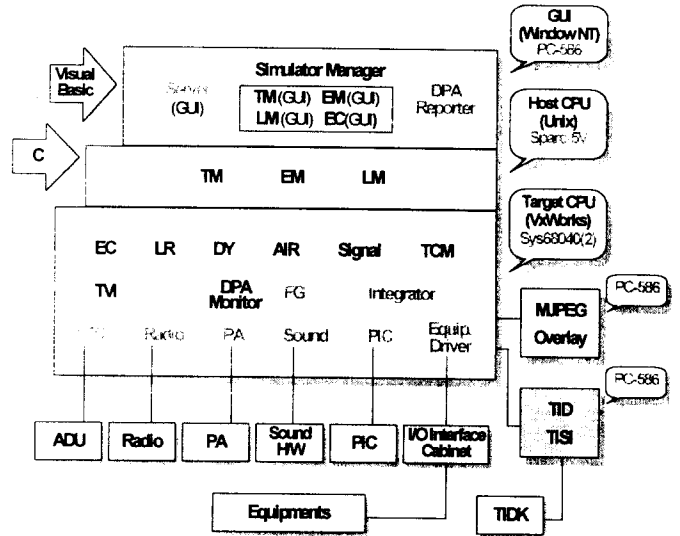 GUI
(Window NT)
PC-586
Visual
Basic
Simulator Manager
(GUI)
TM(GUI) EM(GUI)
LM(GUI) EC(GUI)
DPA
Reporter
Host CPU
(Unix)
Sparc 5V
C
TM EM LM
Target CPU
(VxWorks)
Sys68040(2)
EC LR DY AIR Signal TCM
TVI DPA
Monitor FG Integrator
Radio PA Sound PIC Equip.
Driver
MJPEG
Overlay
PC-586
TID
TISI
PC-586
ADU Radio PA Sound
H/W PIC I/O Interface
Cabinet
Equipments
TIDK